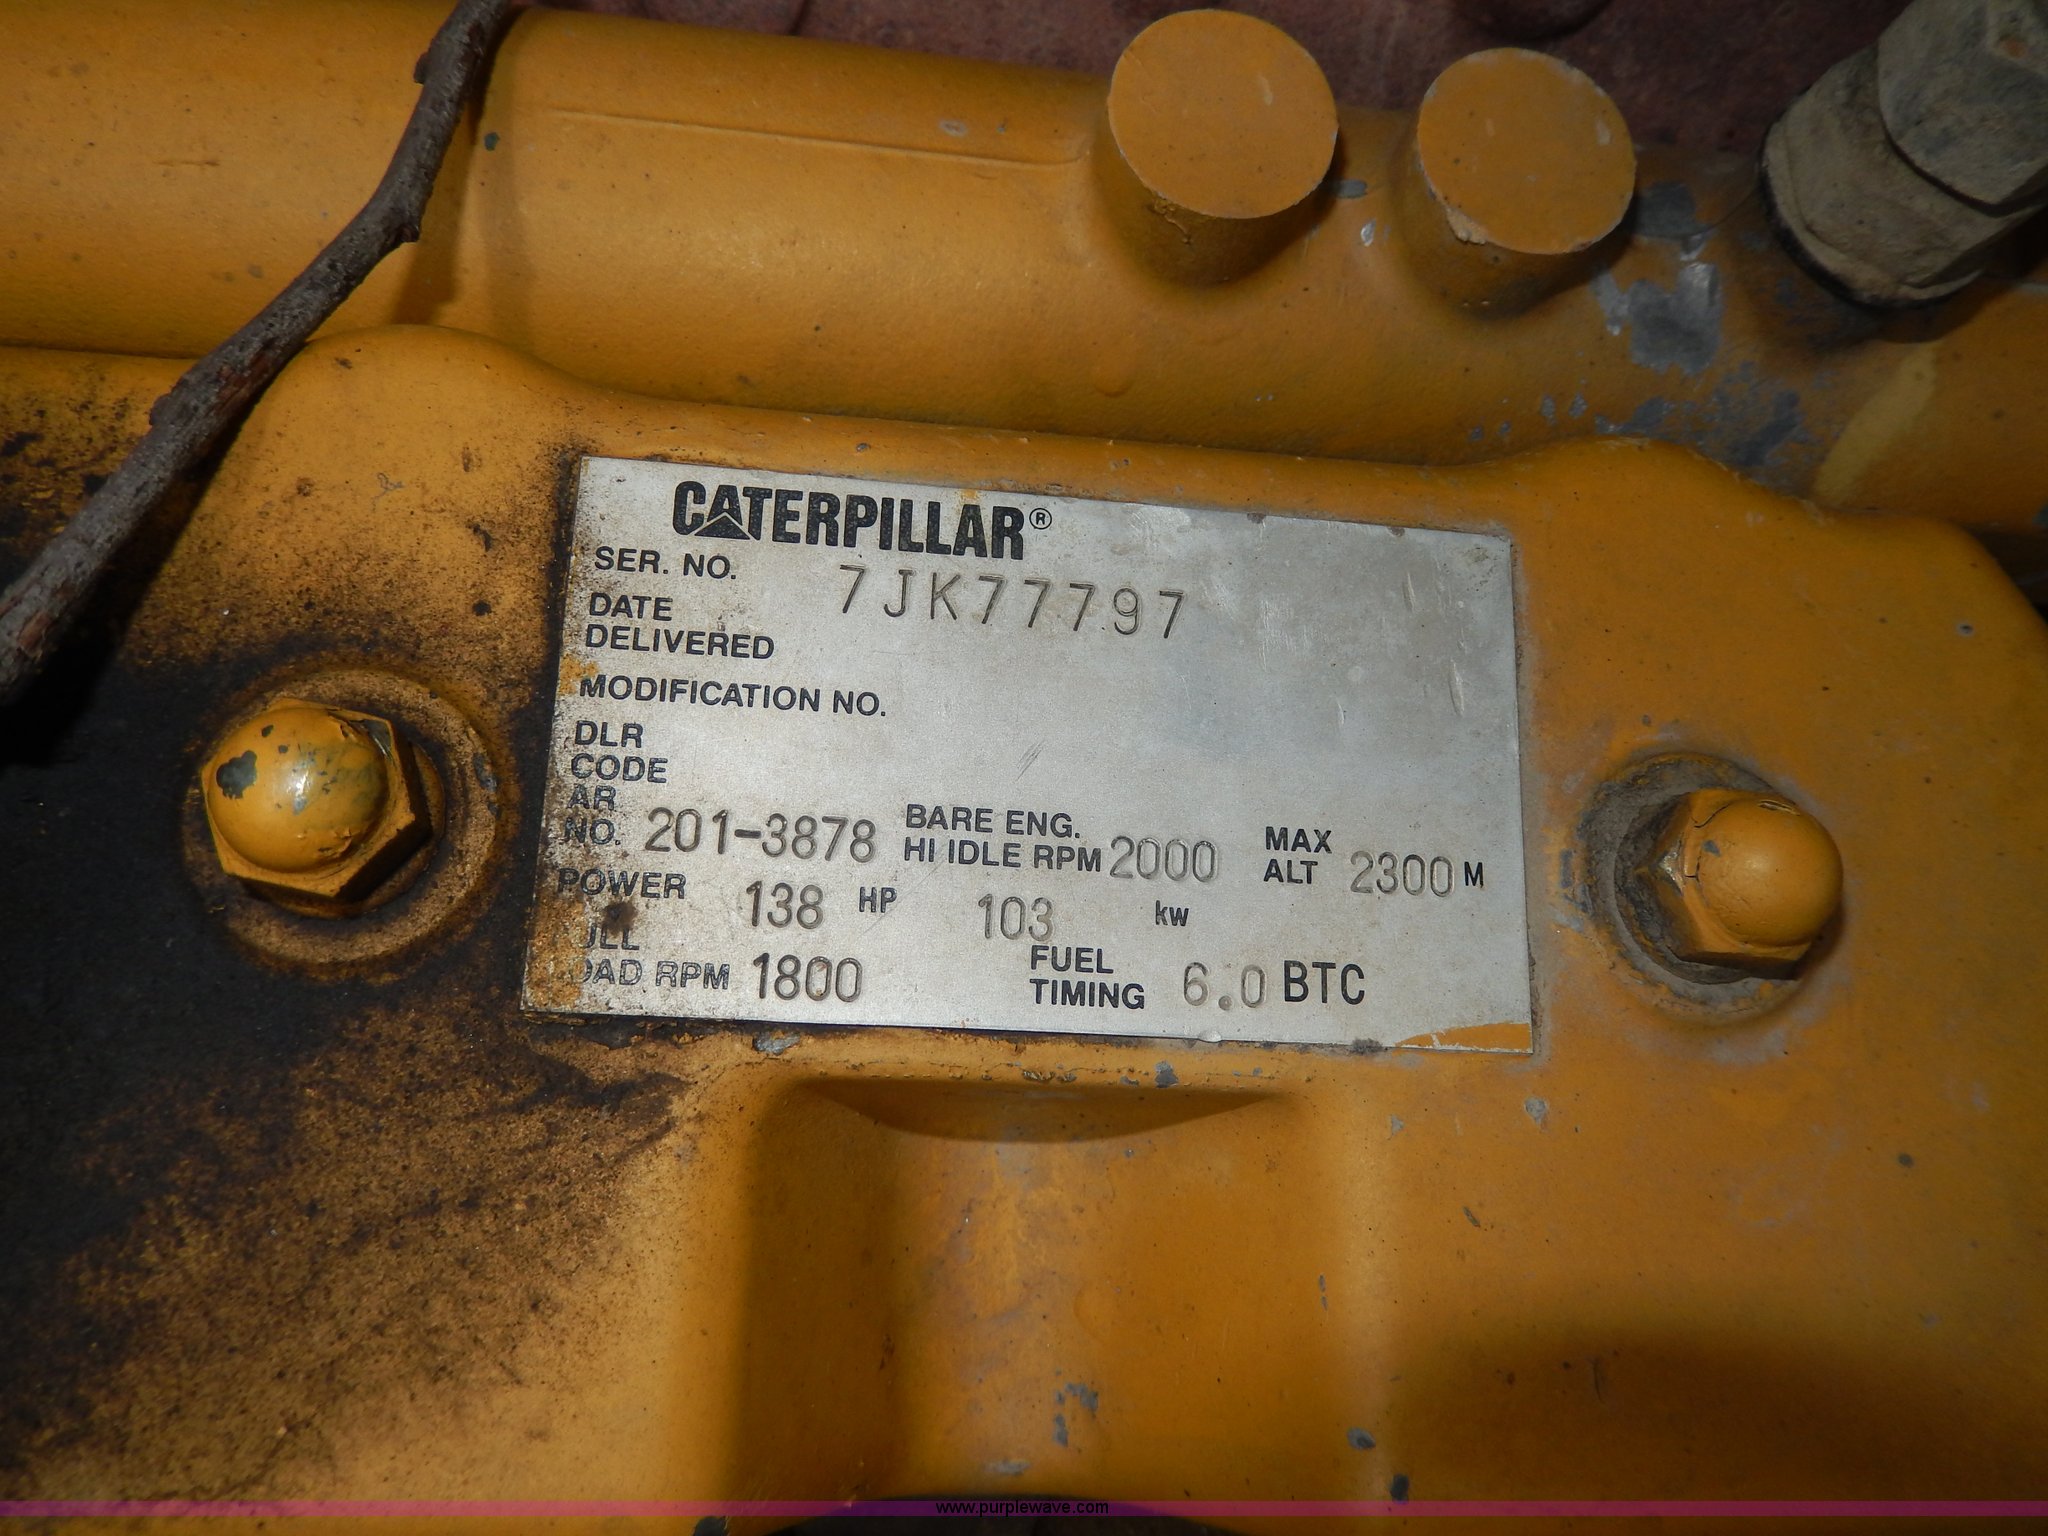 CATERPILLAR®
SER. NO. 7JK77797
DATE
DELIVERED
MODIFICATION NO.
DLR
CODE
AR
NO. 201-3878 BARE ENG.
HI IDLE RPM 2000 MAX
ALT 2300 M
POWER 138 HP 103 kw
ULL
OAD RPM 1800 FUEL
TIMING 6.0 BTC
www.purplewave.com